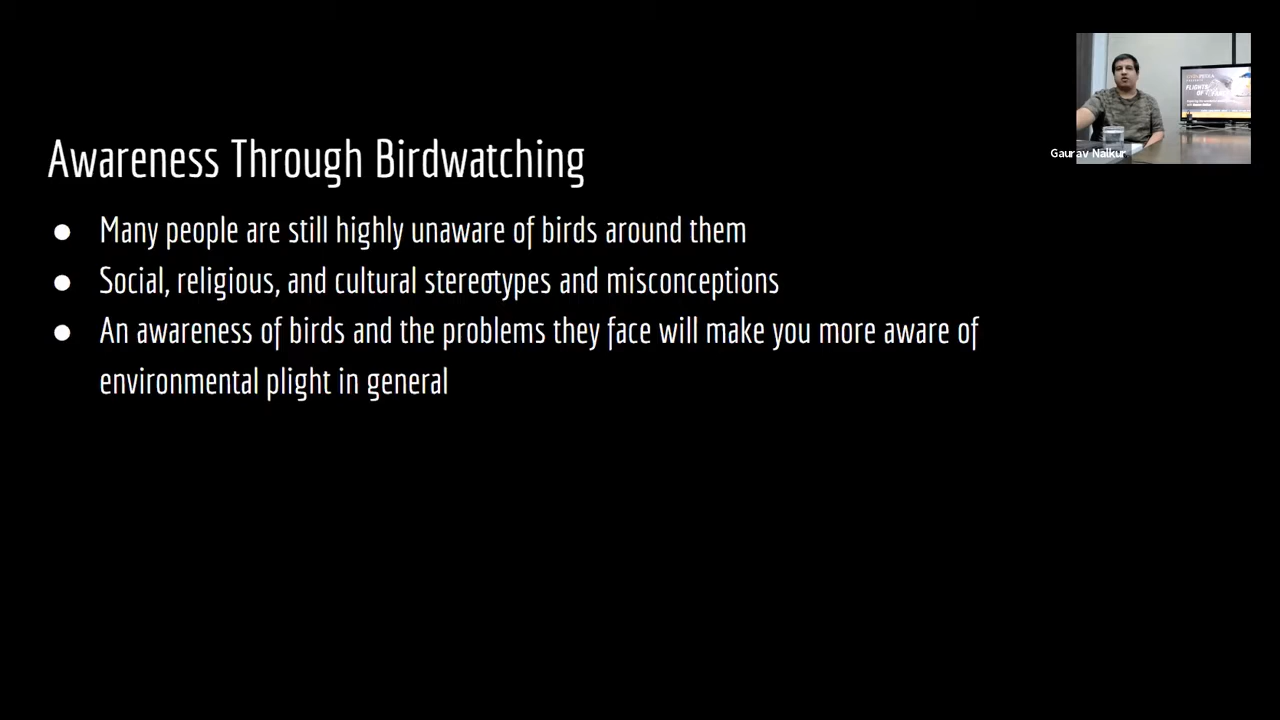 Awareness Through Birdwatching
● Many people are still highly unaware of birds around them
● Social, religious, and cultural stereotypes and misconceptions
● An awareness of birds and the problems they face will make you more aware of
environmental plight in general
Gaurav Nalkur
FLIGHTS
OF